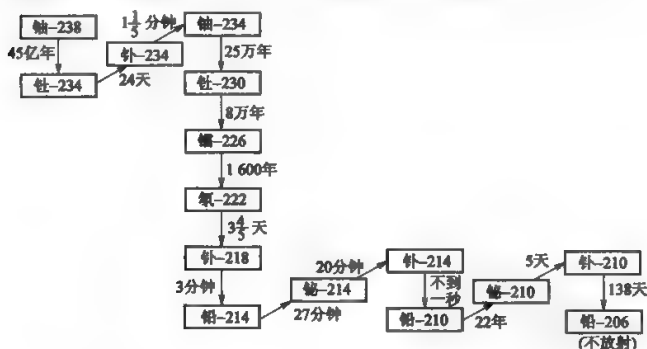 铀–238
45亿年
钍–234
24天
钋–234
1 1/5 分钟
铀–234
25万年
钍–230
8万年
镭–226
1 600年
氡–222
3 4/5 天
钋–218
3分钟
铅–214
27分钟
铋–214
20分钟
钋–214
不到
一秒
铅–210
22年
铋–210
5天
钋–210
138天
铅–206
(不放射)